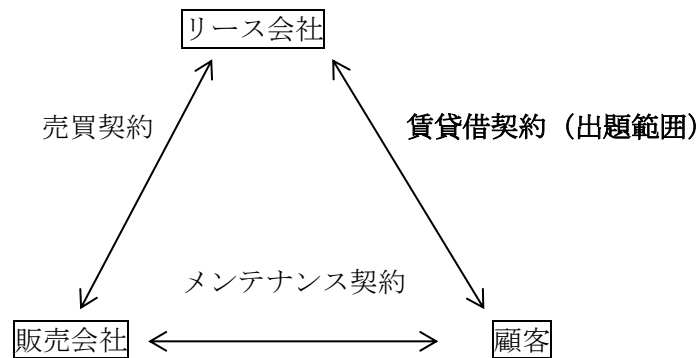 リース会社
売買契約
賃貸借契約（出題範囲）
メンテナンス契約
販売会社
顧客